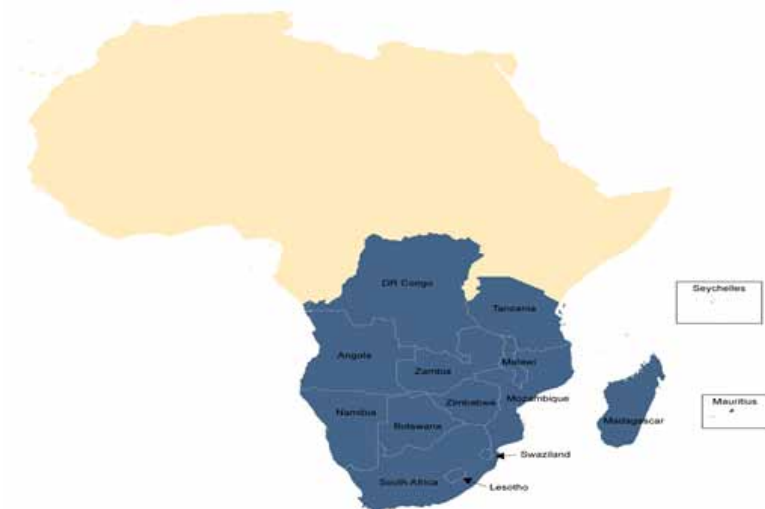 DR Congo
Seychelles
Tanzania
Angola
Malawi
Zambia
Mauritius
Zimbabwe
Mozambique
Namibia
Madagascar
Botswana
Swaziland
South Africa
Lesotho